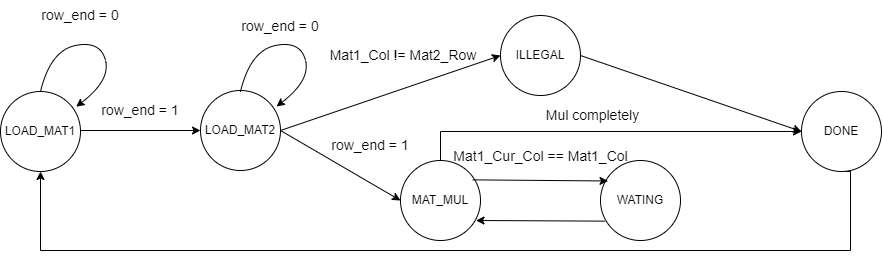 row_end = 0
row_end = 0
Mat1_Col != Mat2_Row
ILLEGAL
row_end = 1
LOAD_MAT1
LOAD_MAT2
Mul completely
DONE
row_end = 1
Mat1_Cur_Col == Mat1_Col
MAT_MUL
WATING